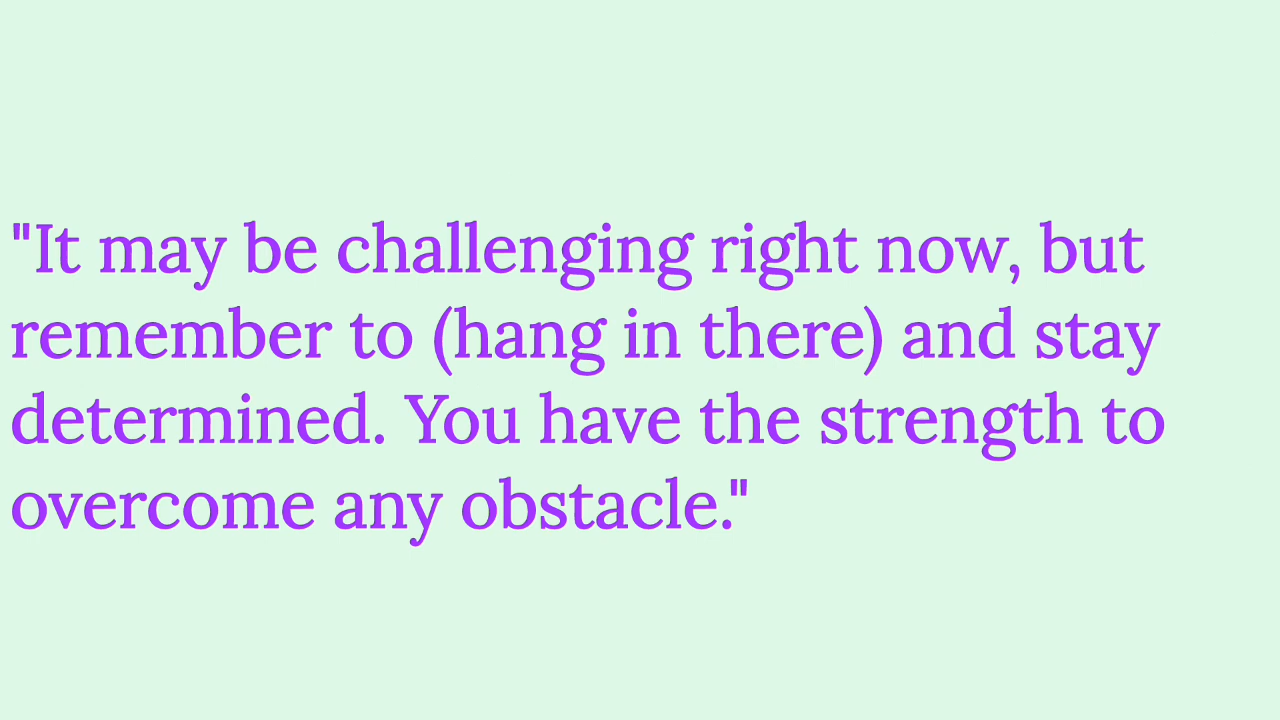 "It may be challenging right now, but
remember to (hang in there) and stay
determined. You have the strength to
overcome any obstacle."